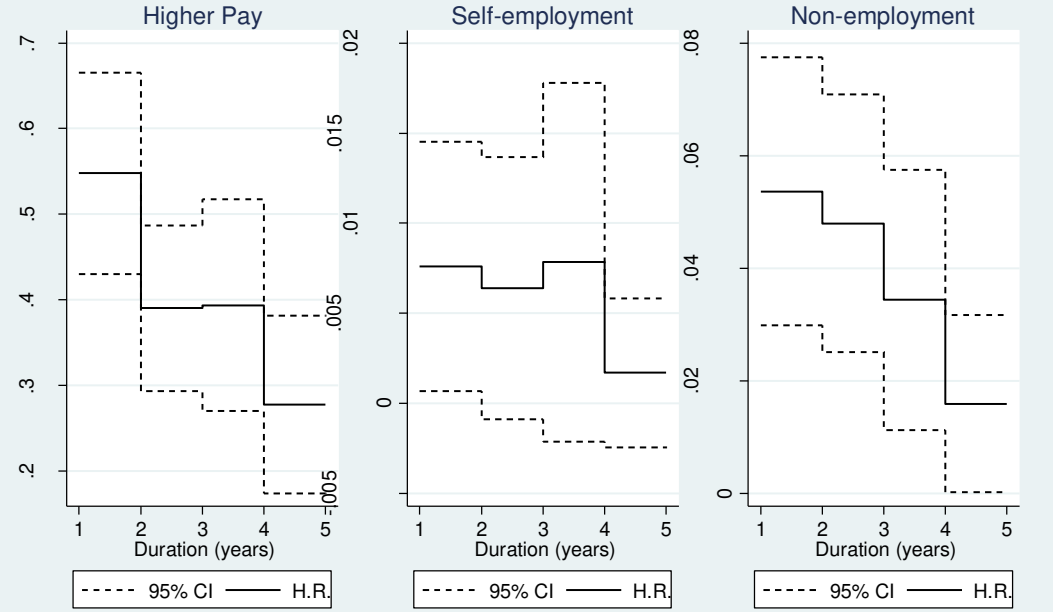 Higher Pay
.7
.6
.5
.4
.3
.2
1 2 3 4 5
Duration (years)
95% CI H.R.
Self-employment
.02
.015
.01
.005
0
.005
1 2 3 4 5
Duration (years)
95% CI H.R.
Non-employment
.08
.06
.04
.02
0
1 2 3 4 5
Duration (years)
95% CI H.R.